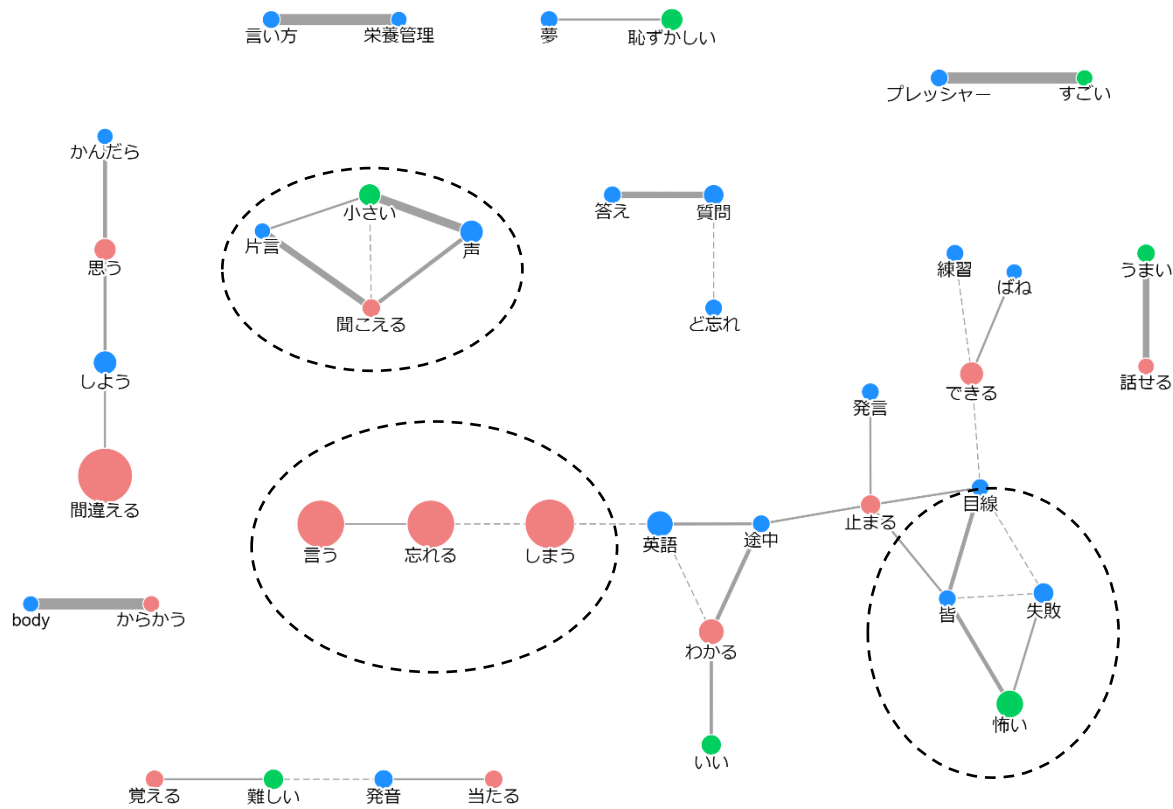 言い方
栄養管理
夢
恥ずかしい
プレッシャー
すごい
かんだら
思う
しよう
間違える
小さい
片言
声
聞こえる
答え
質問
ど忘れ
練習
ばね
できる
うまい
話せる
発言
止まる
目線
言う
忘れる
しまう
英語
途中
わかる
いい
皆
失敗
怖い
body
からかう
覚える
難しい
発音
当たる